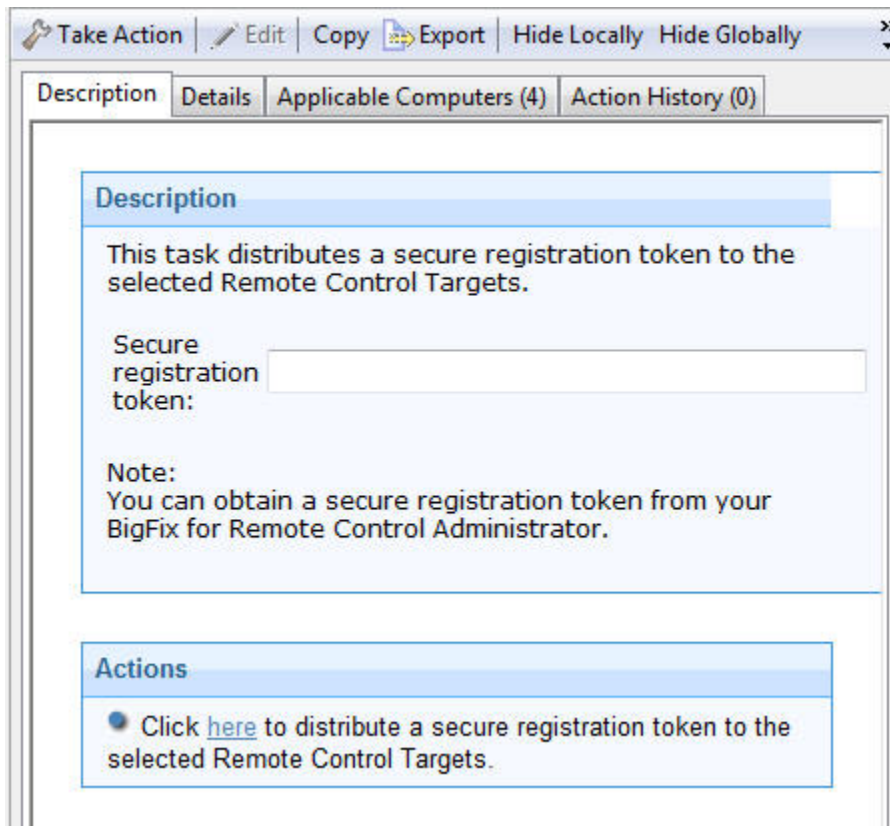 Take Action Edit Copy Export Hide Locally Hide Globally »
Description Details Applicable Computers (4) Action History (0)
Description
This task distributes a secure registration token to the
selected Remote Control Targets.
Secure
registration
token:
Note:
You can obtain a secure registration token from your
BigFix for Remote Control Administrator.
Actions
Click here to distribute a secure registration token to the
selected Remote Control Targets.